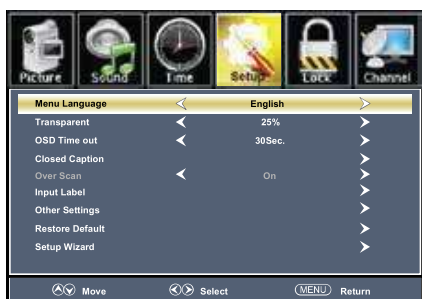 Picture Sound Time Setup Lock Channel
Menu Language English
Transparent 25%
OSD Time out 30Sec.
Closed Caption
Over Scan On
Input Label
Other Settings
Restore Default
Setup Wizard
Move Select MENU Return